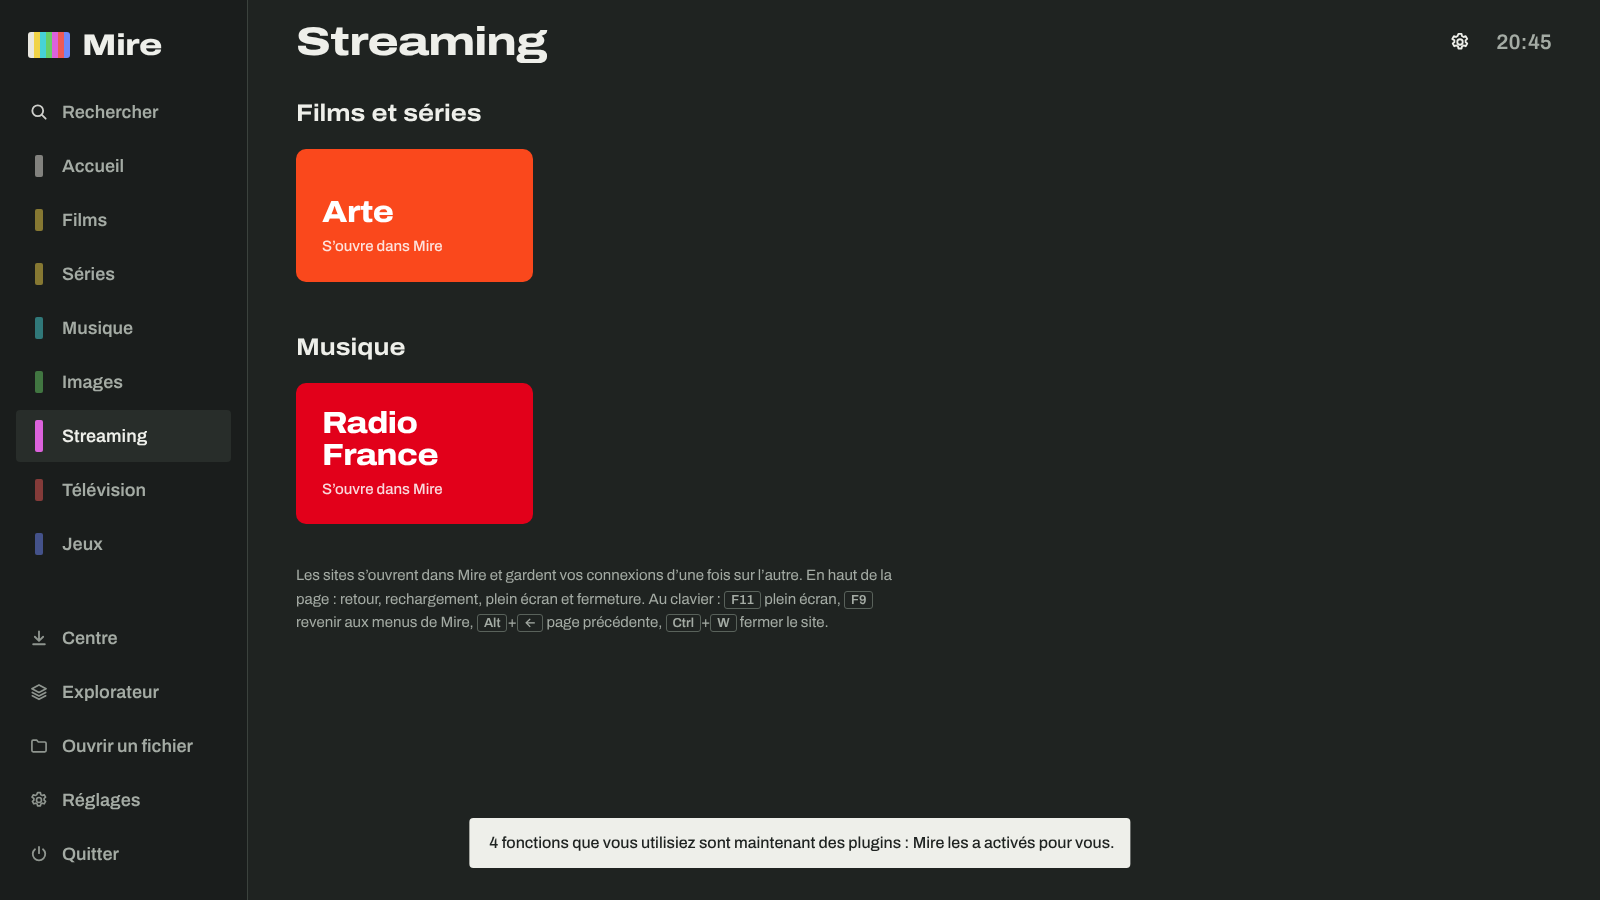 Mire
Rechercher
Accueil
Films
Séries
Musique
Images
Streaming
Télévision
Jeux
Centre
Explorateur
Ouvrir un fichier
Réglages
Quitter
Streaming
20:45
Films et séries
Arte
S’ouvre dans Mire
Musique
Radio
France
S’ouvre dans Mire
Les sites s’ouvrent dans Mire et gardent vos connexions d’une fois sur l’autre. En haut de la
page : retour, rechargement, plein écran et fermeture. Au clavier : F11 plein écran, F9
revenir aux menus de Mire, Alt+← page précédente, Ctrl+W fermer le site.
4 fonctions que vous utilisiez sont maintenant des plugins : Mire les a activés pour vous.